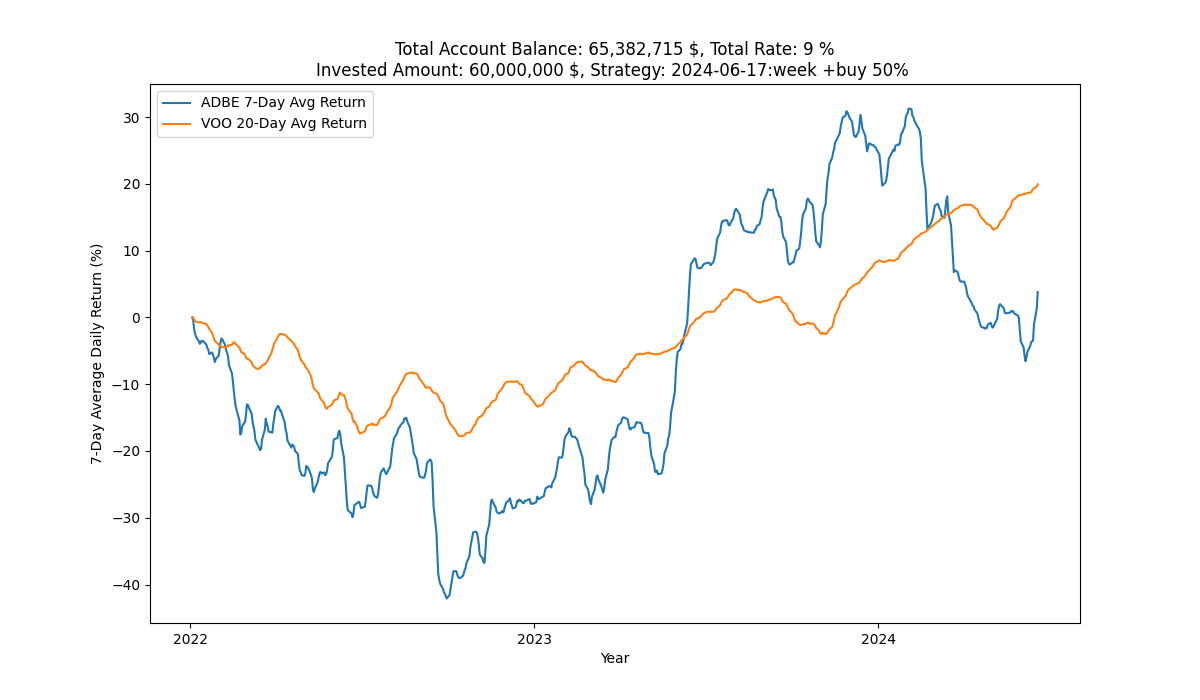 Total Account Balance: 65,382,715 $, Total Rate: 9 %
Invested Amount: 60,000,000 $, Strategy: 2024-06-17:week +buy 50%
ADBE 7-Day Avg Return
VOO 20-Day Avg Return
7-Day Average Daily Return (%)
30
20
10
0
−10
−20
−30
−40
2022
2023
2024
Year